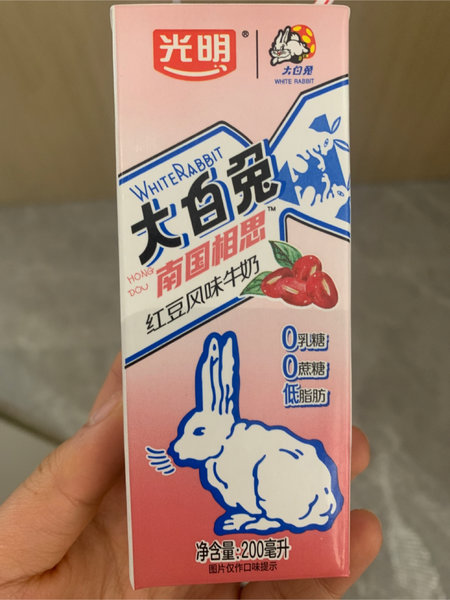 光明®
大白兔
WHITE RABBIT
WHITERABBIT
大白兔
HONG
DOU
南国相思™
红豆风味牛奶
0乳糖
0蔗糖
低脂肪
净含量:200毫升
图片仅作口味提示